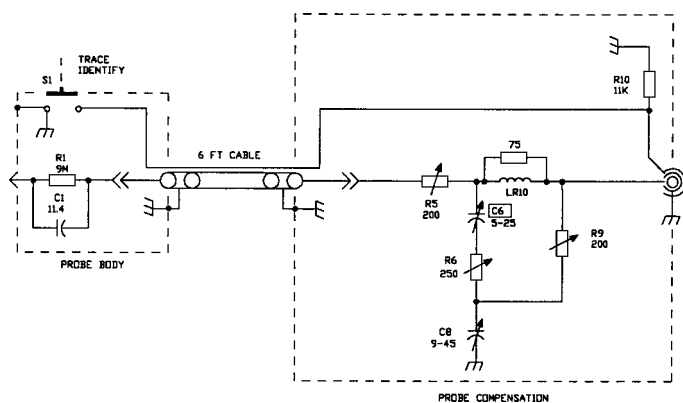 TRACE
IDENTIFY
S1
R10
11K
6 FT CABLE
75
R1
9M
LR10
C1
11.4
R5
200
C6
5-25
R9
200
R6
250
PROBE BODY
C8
9-45
PROBE COMPENSATION